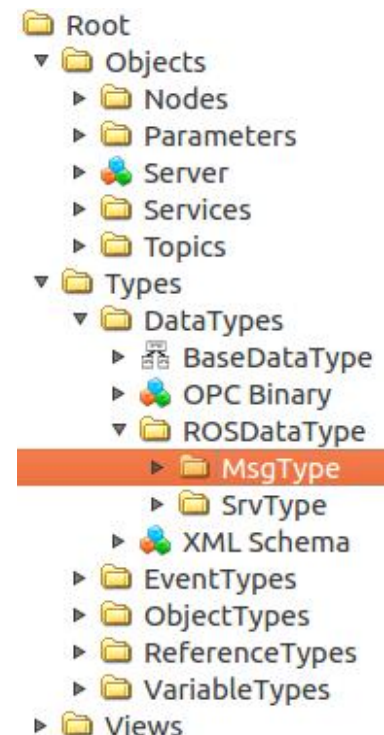 Root
Objects
Nodes
Parameters
Server
Services
Topics
Types
DataTypes
BaseDataType
OPC Binary
ROSDataType
MsgType
SrvType
XML Schema
EventTypes
ObjectTypes
ReferenceTypes
VariableTypes
Views